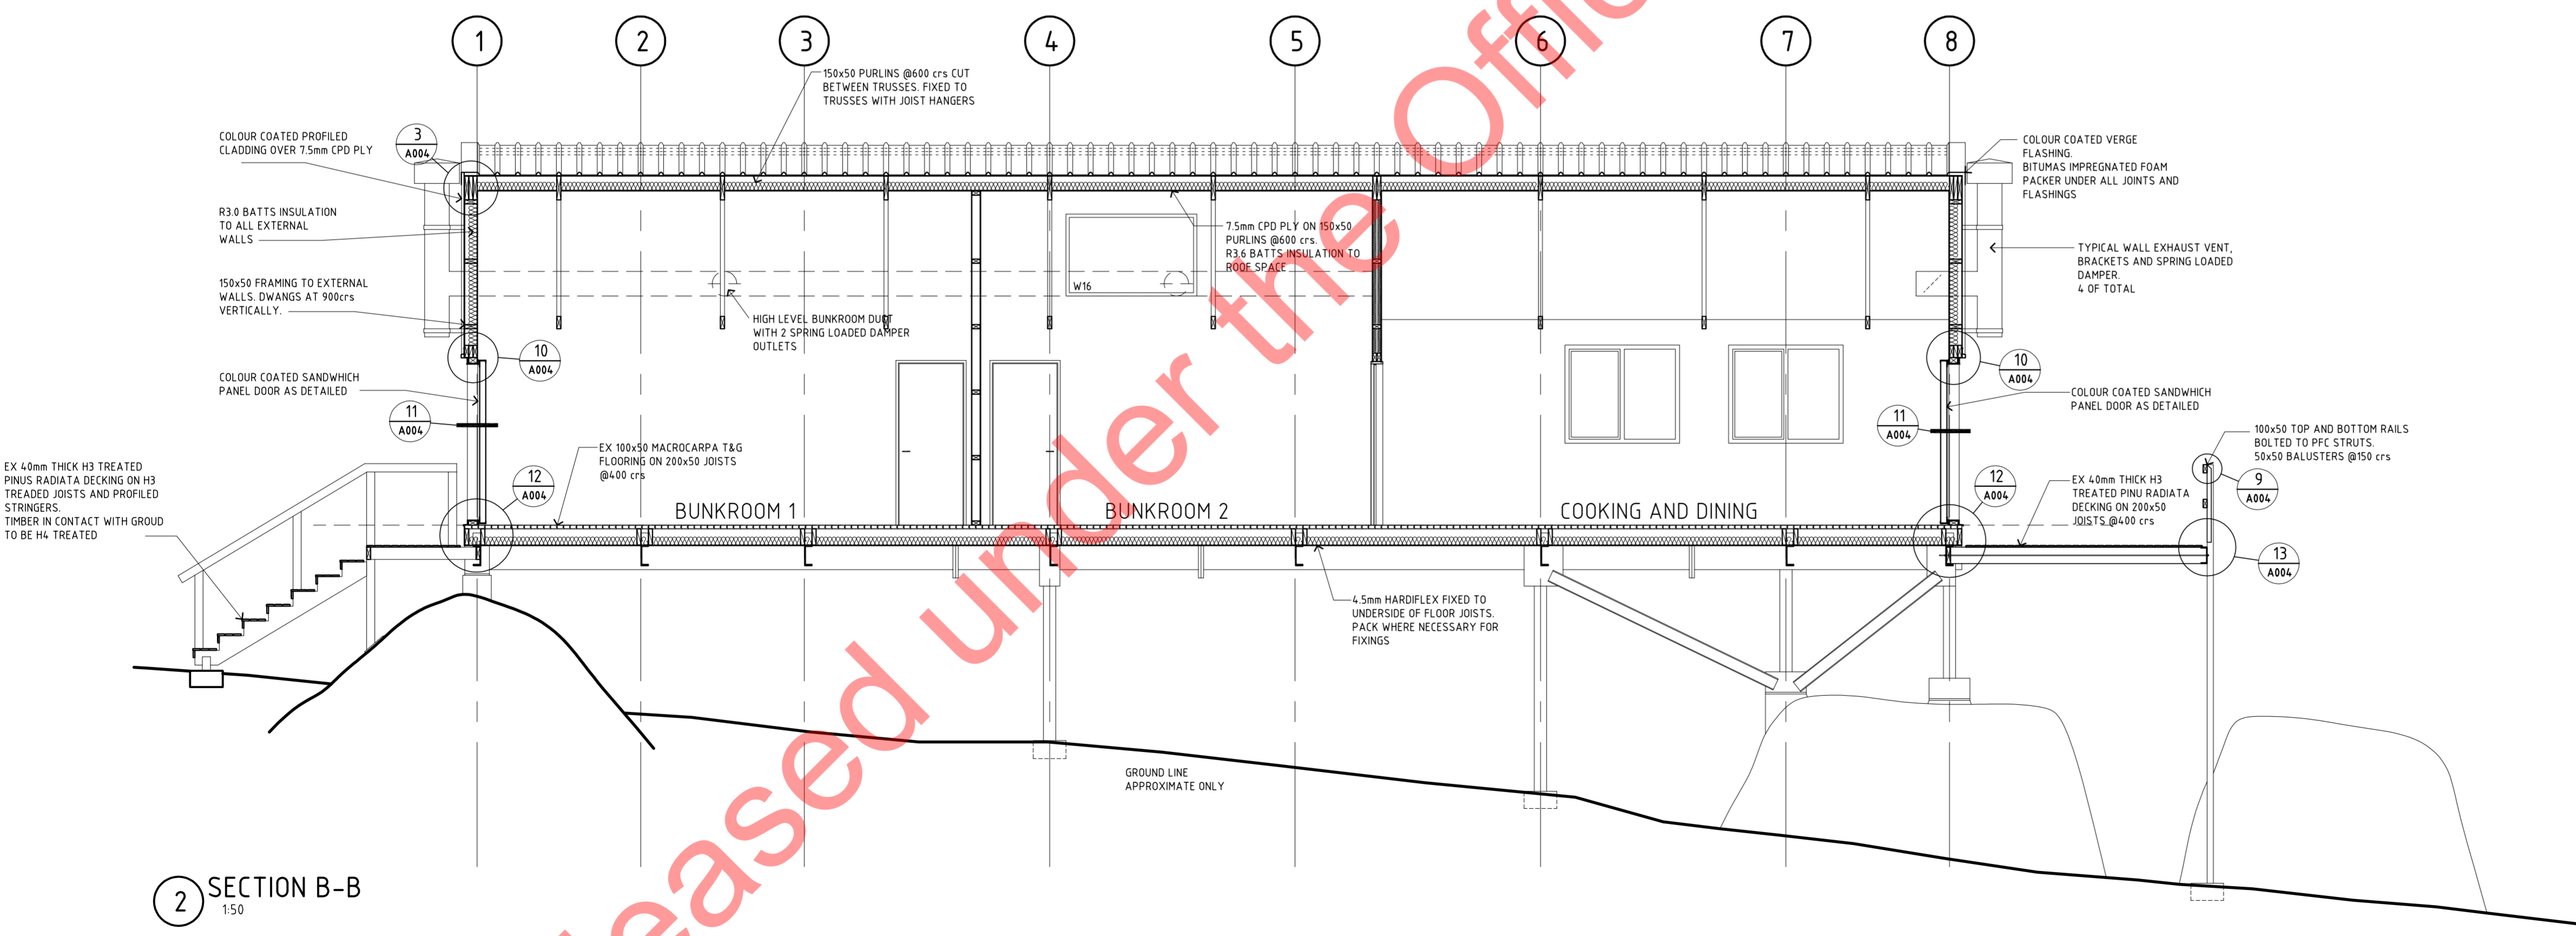 1
2
3
4
5
6
7
8
150x50 PURLINS @600 crs CUT
BETWEEN TRUSSES. FIXED TO
TRUSSES WITH JOIST HANGERS
COLOUR COATED PROFILED
CLADDING OVER 7.5mm CPD PLY
3
A004
COLOUR COATED VERGE
FLASHING.
BITUMAS IMPREGNATED FOAM
PACKER UNDER ALL JOINTS AND
FLASHINGS
R3.0 BATTS INSULATION
TO ALL EXTERNAL
WALLS
7.5mm CPD PLY ON 150x50
PURLINS @600 crs.
R3.6 BATTS INSULATION TO
ROOF SPACE
TYPICAL WALL EXHAUST VENT,
BRACKETS AND SPRING LOADED
DAMPER.
4 OF TOTAL
150x50 FRAMING TO EXTERNAL
WALLS. DWANGS AT 900crs
VERTICALLY.
W16
HIGH LEVEL BUNKROOM DUCT
WITH 2 SPRING LOADED DAMPER
OUTLETS
10
A004
10
A004
COLOUR COATED SANDWHICH
PANEL DOOR AS DETAILED
COLOUR COATED SANDWHICH
PANEL DOOR AS DETAILED
11
A004
11
A004
100x50 TOP AND BOTTOM RAILS
BOLTED TO PFC STRUTS.
50x50 BALUSTERS @150 crs
EX 100x50 MACROCARPA T&G
FLOORING ON 200x50 JOISTS
@400 crs
EX 40mm THICK H3 TREATED
PINUS RADIATA DECKING ON H3
TREADED JOISTS AND PROFILED
STRINGERS.
TIMBER IN CONTACT WITH GROUD
TO BE H4 TREATED
12
A004
12
A004
9
A004
EX 40mm THICK H3
TREATED PINU RADIATA
DECKING ON 200x50
JOISTS @400 crs
BUNKROOM 1
BUNKROOM 2
COOKING AND DINING
13
A004
4.5mm HARDIFLEX FIXED TO
UNDERSIDE OF FLOOR JOISTS.
PACK WHERE NECESSARY FOR
FIXINGS
GROUND LINE
APPROXIMATE ONLY
2
SECTION B-B
1:50
eased under the Offic